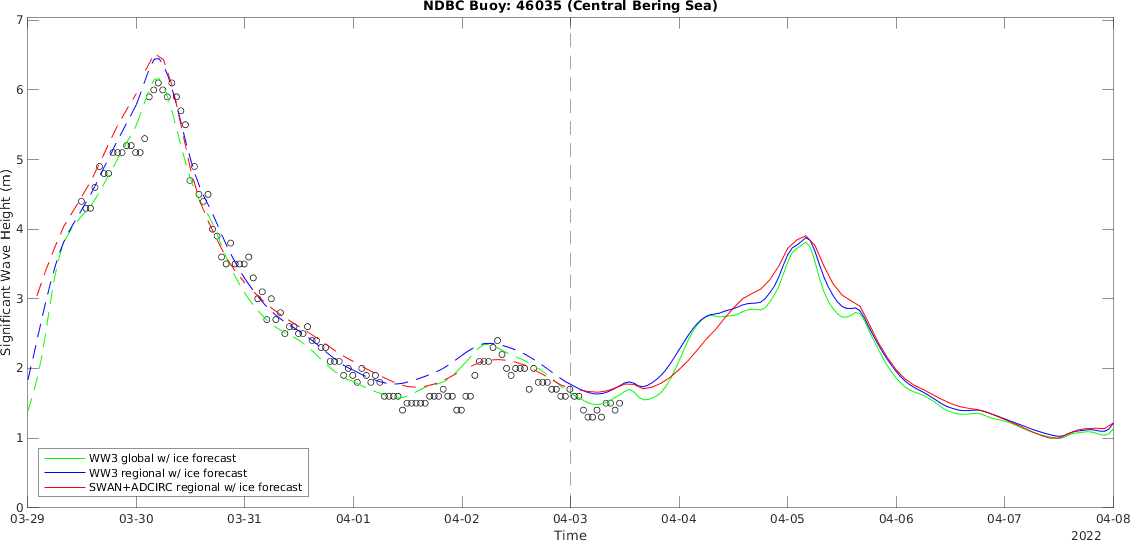 NDBC Buoy: 46035 (Central Bering Sea)
7
6
5
4
3
2
1
0
Significant Wave Height (m)
WW3 global w/ ice forecast
WW3 regional w/ ice forecast
SWAN+ADCIRC regional w/ ice forecast
03-29 03-30 03-31 04-01 04-02 04-03 04-04 04-05 04-06 04-07 04-08
Time
2022